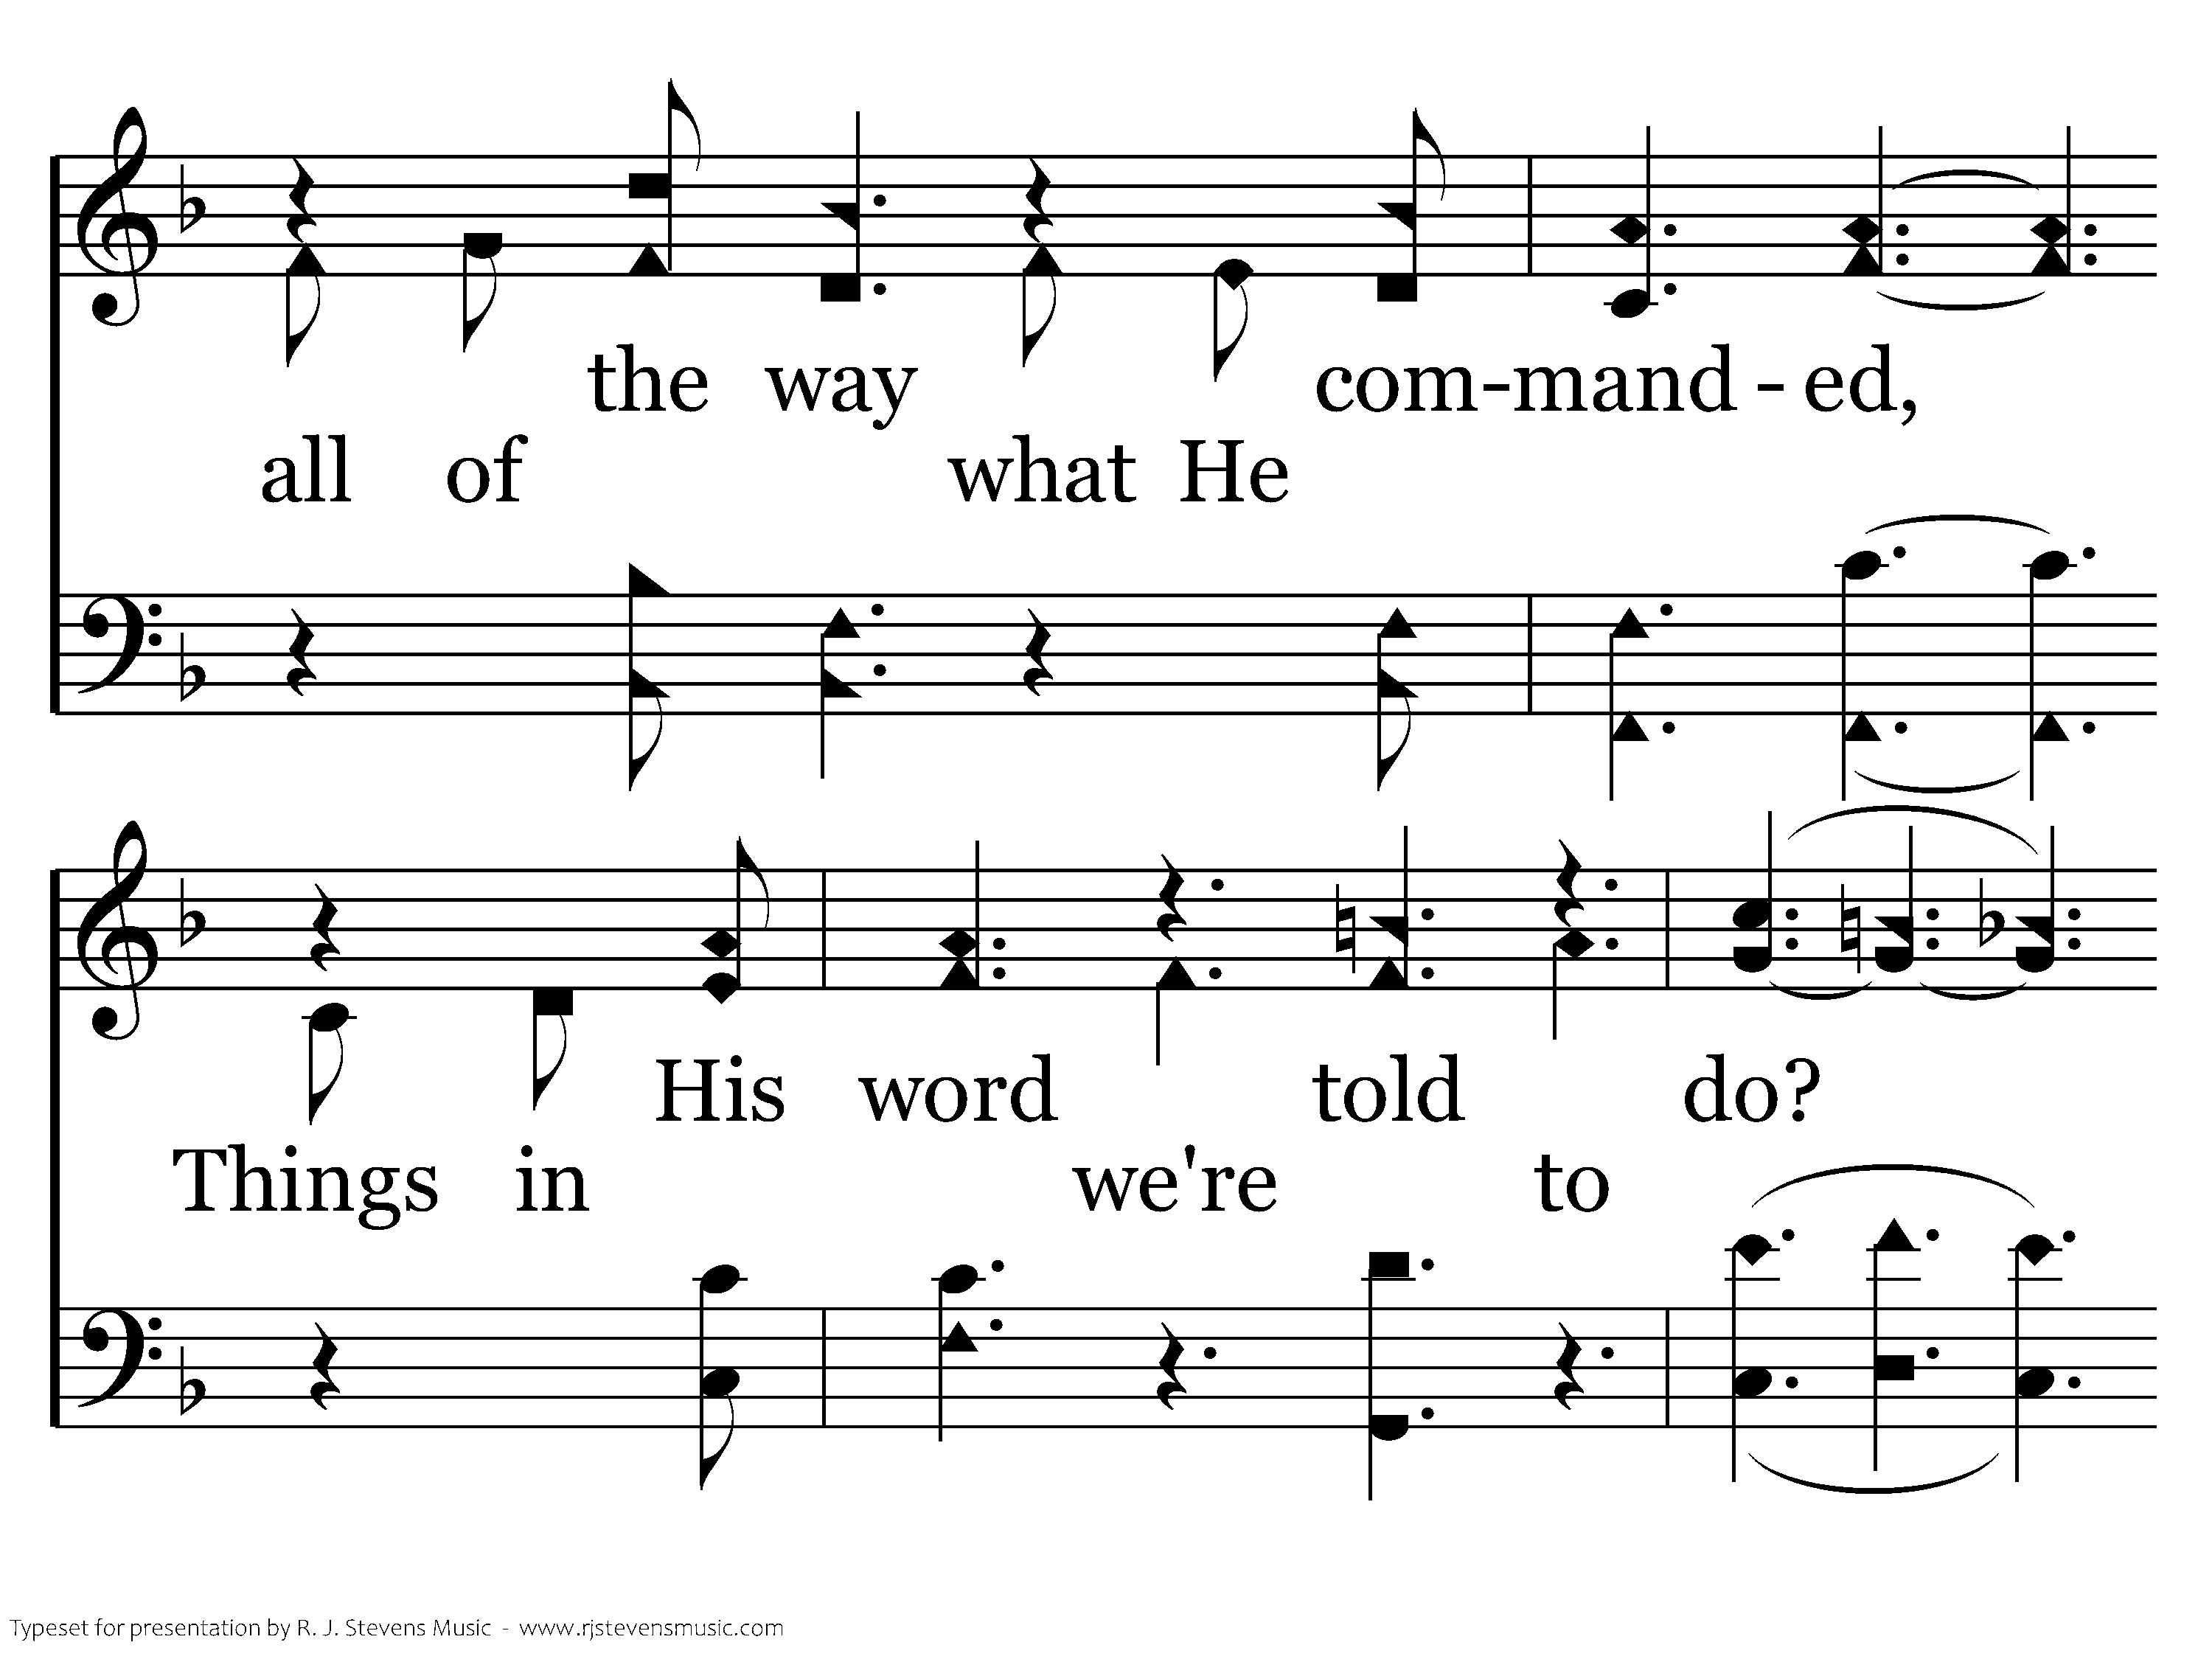 the way com-mand - ed,
all of what He
His word told do?
Things in we're to
Typeset for presentation by R. J. Stevens Music - www.rjstevensmusic.com